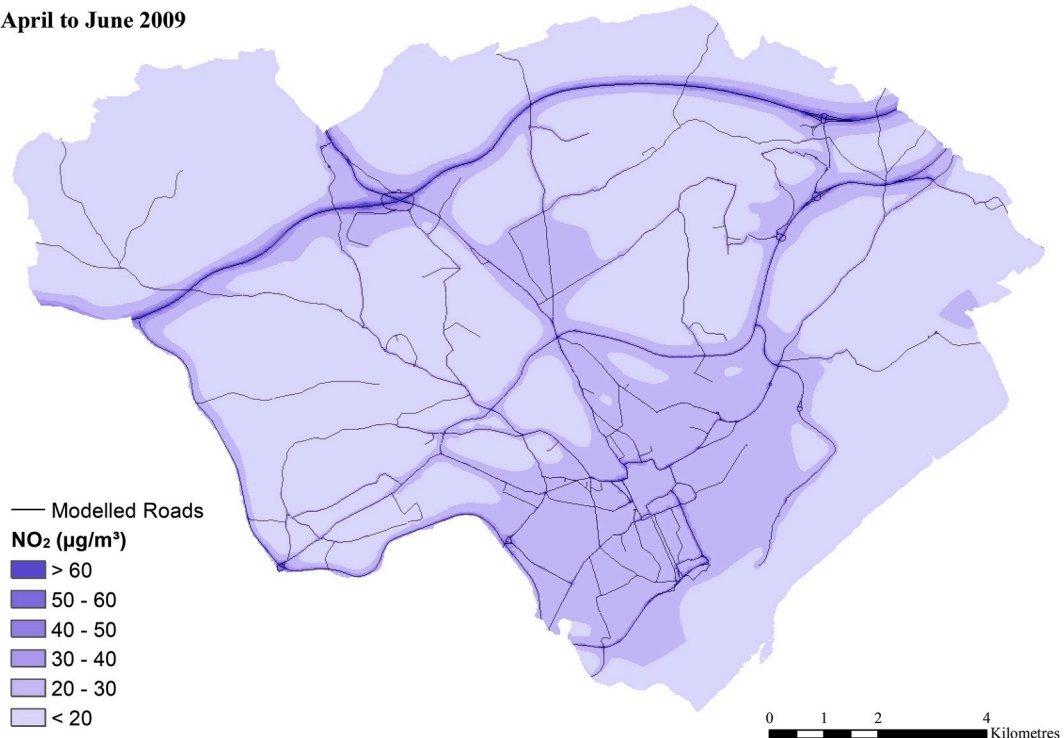 April to June 2009
Modelled Roads
NO₂ (µg/m³)
> 60
50 - 60
40 - 50
30 - 40
20 - 30
< 20
0 1 2 4
Kilometres